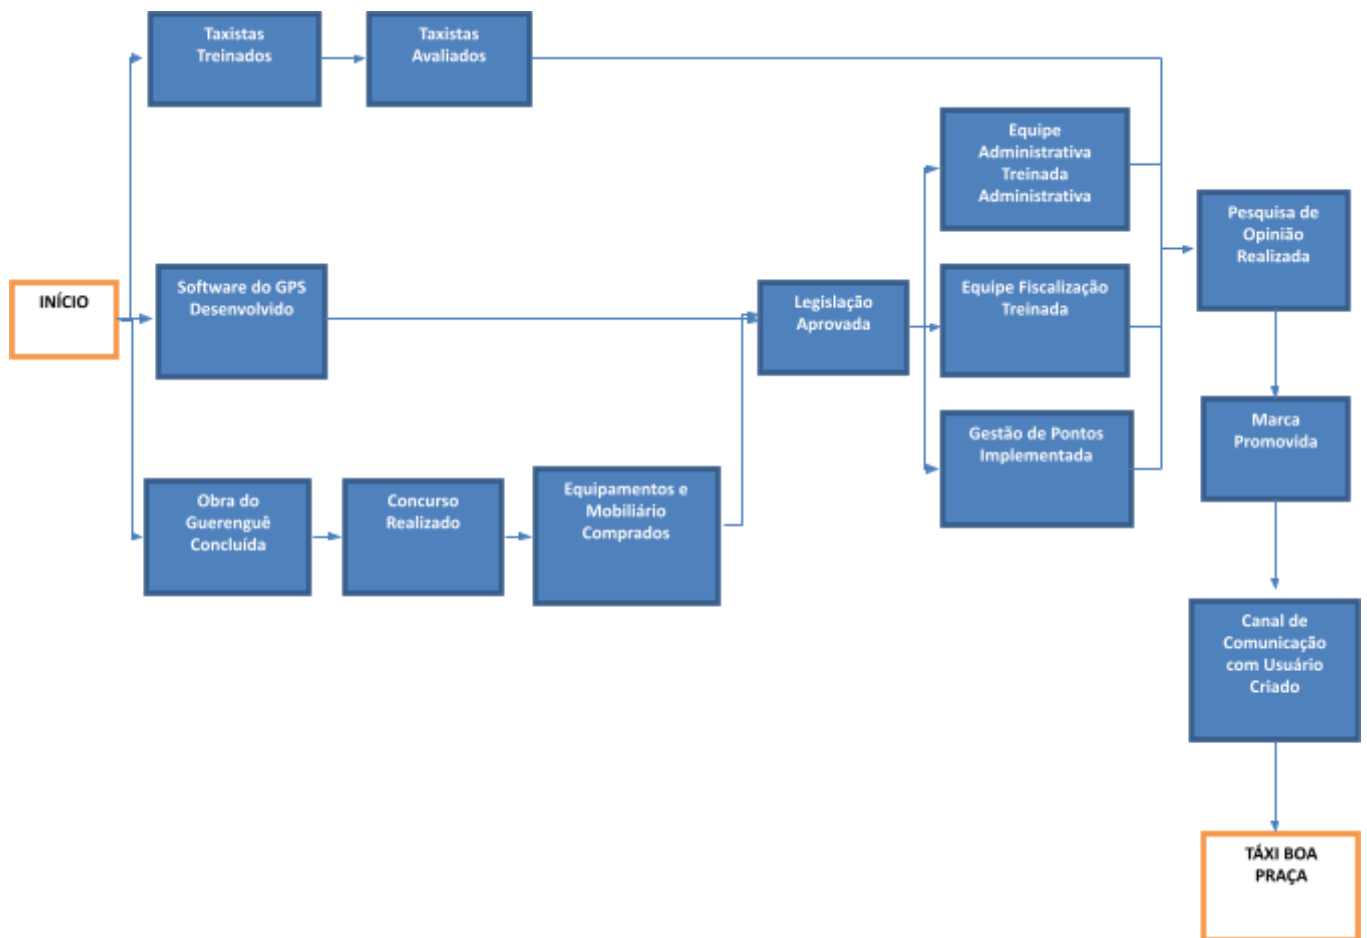 Taxistas
Treinados
Taxistas
Avaliados
Equipe
Administrativa
Treinada
Administrativa
Pesquisa de
Opinião
Realizada
INÍCIO
Software do GPS
Desenvolvido
Legislação
Aprovada
Equipe Fiscalização
Treinada
Marca
Promovida
Gestão de Pontos
Implementada
Obra do
Guerenguê
Concluída
Concurso
Realizado
Equipamentos e
Mobiliário
Comprados
Canal de
Comunicação
com Usuário
Criado
TÁXI BOA
PRAÇA